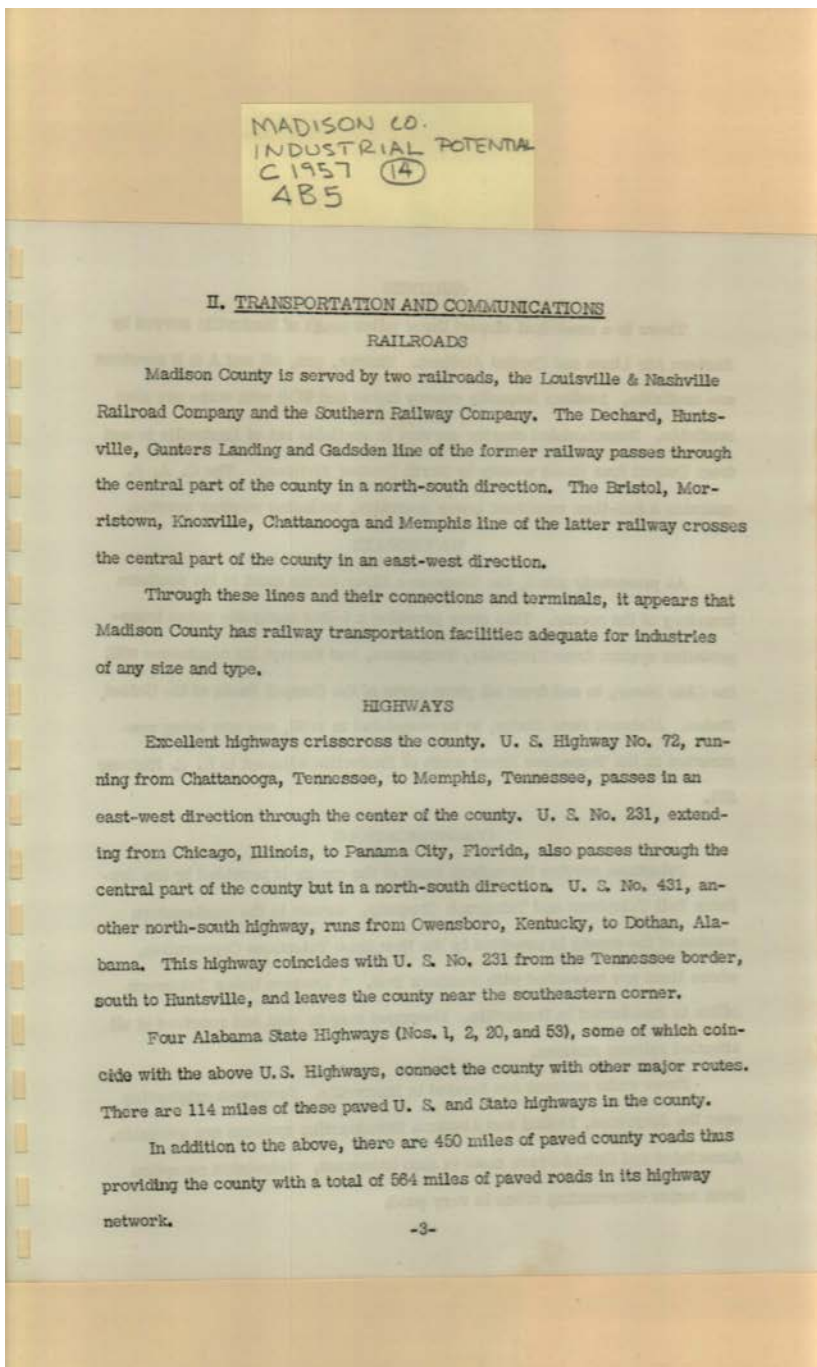 MADISON CO.
INDUSTRIAL POTENTIAL
C 1957 14
4B5
II. TRANSPORTATION AND COMMUNICATIONS
RAILROADS
Madison County is served by two railroads, the Louisville & Nashville
Railroad Company and the Southern Railway Company. The Dechard, Hunts-
ville, Gunters Landing and Gadsden line of the former railway passes through
the central part of the county in a north-south direction. The Bristol, Mor-
ristown, Knoxville, Chattanooga and Memphis line of the latter railway crosses
the central part of the county in an east-west direction.
Through these lines and their connections and terminals, it appears that
Madison County has railway transportation facilities adequate for industries
of any size and type.
HIGHWAYS
Excellent highways crisscross the county. U. S. Highway No. 72, run-
ning from Chattanooga, Tennessee, to Memphis, Tennessee, passes in an
east-west direction through the center of the county. U. S. No. 231, extend-
ing from Chicago, Illinois, to Panama City, Florida, also passes through the
central part of the county but in a north-south direction. U. S. No. 431, an-
other north-south highway, runs from Owensboro, Kentucky, to Dothan, Ala-
bama. This highway coincides with U. S. No. 231 from the Tennessee border,
south to Huntsville, and leaves the county near the southeastern corner.
Four Alabama State Highways (Nos. 1, 2, 20, and 53), some of which coin-
cide with the above U.S. Highways, connect the county with other major routes.
There are 114 miles of these paved U. S. and State highways in the county.
In addition to the above, there are 450 miles of paved county roads thus
providing the county with a total of 564 miles of paved roads in its highway
network.
-3-